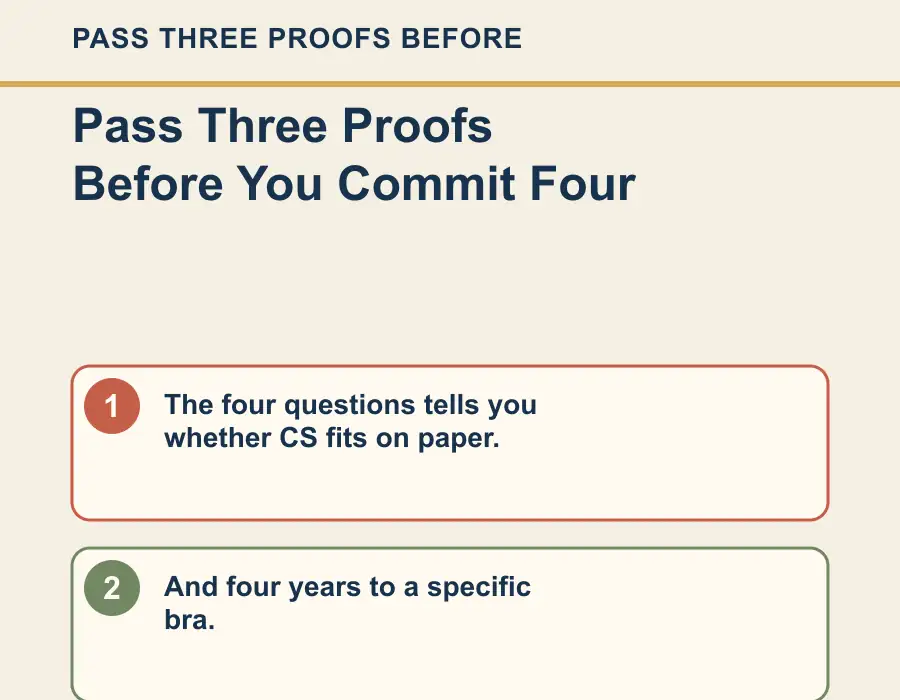 PASS THREE PROOFS BEFORE
Pass Three Proofs
Before You Commit Four
1
The four questions tells you
whether CS fits on paper.
2
And four years to a specific
bra.